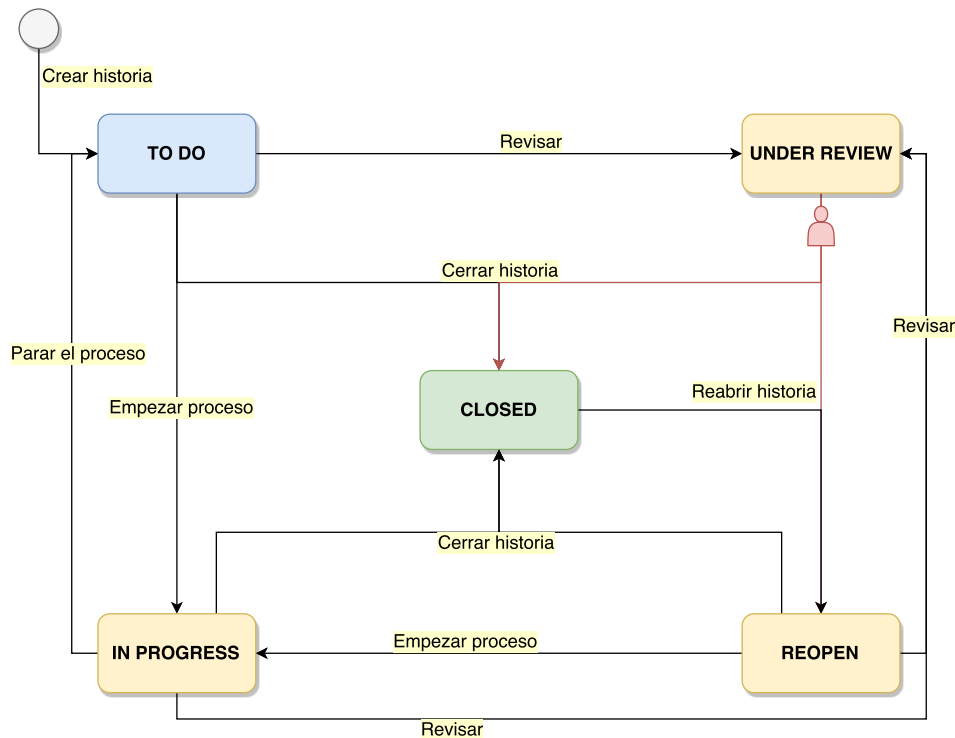 Crear historia
TO DO
Revisar
UNDER REVIEW
Cerrar historia
Revisar
Parar el proceso
Reabrir historia
Empezar proceso
CLOSED
Cerrar historia
Empezar proceso
IN PROGRESS
REOPEN
Revisar